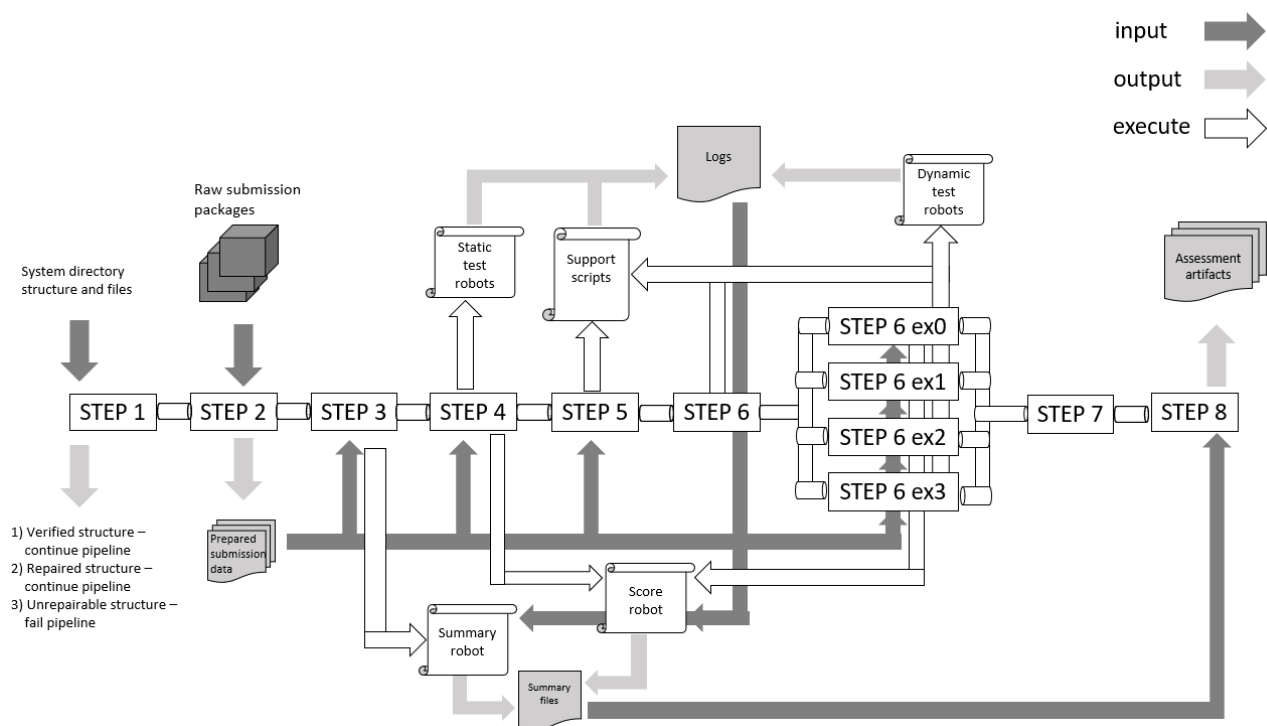 input
output
execute
Logs
Dynamic
test
robots
Raw submission
packages
Static
test
robots
Support
scripts
Assessment
artifacts
System directory
structure and files
STEP 6 ex0
STEP 6 ex1
STEP 1
STEP 2
STEP 3
STEP 4
STEP 5
STEP 6
STEP 7
STEP 8
STEP 6 ex2
STEP 6 ex3
1) Verified structure –
continue pipeline
2) Repaired structure –
continue pipeline
3) Unrepairable structure –
fail pipeline
Prepared
submission
data
Score
robot
Summary
robot
Summary
files